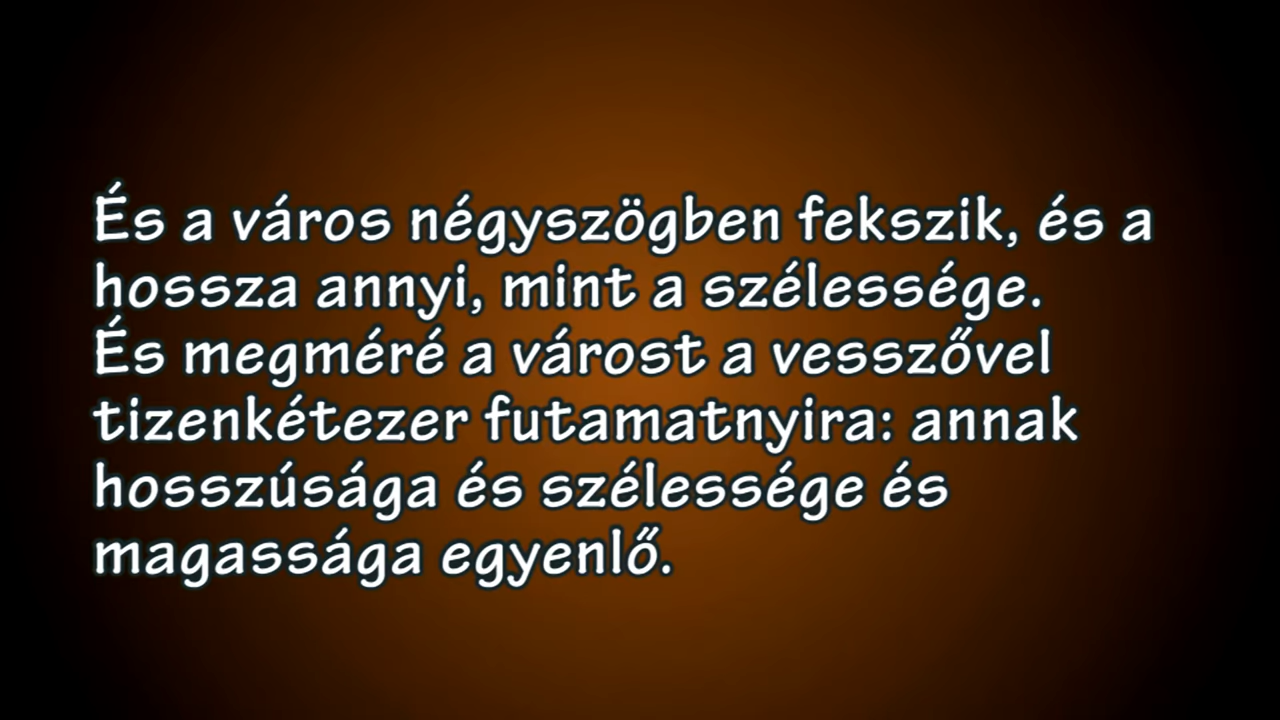 És a város négyszögben fekszik, és a
hossza annyi, mint a szélessége.
És megméré a várost a vesszővel
tizenkétezer futamatnyira: annak
hosszúsága és szélessége és
magassága egyenlő.